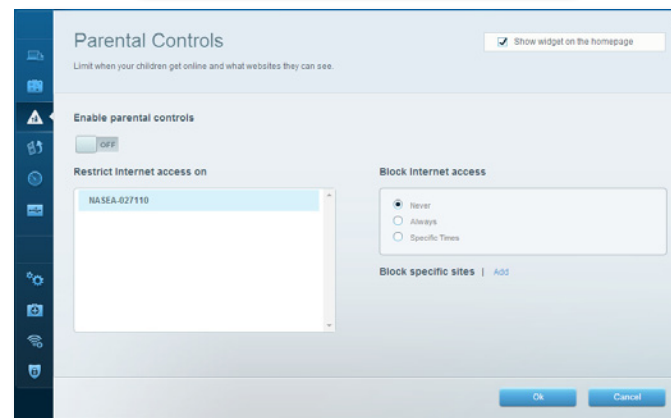 Parental Controls
Show widget on the homepage
Limit when your children get online and what websites they can see.
Enable parental controls
OFF
Restrict Internet access on
Block Internet access
NASEA-027110
Never
Always
Specific Times
Block specific sites | Add
Ok
Cancel